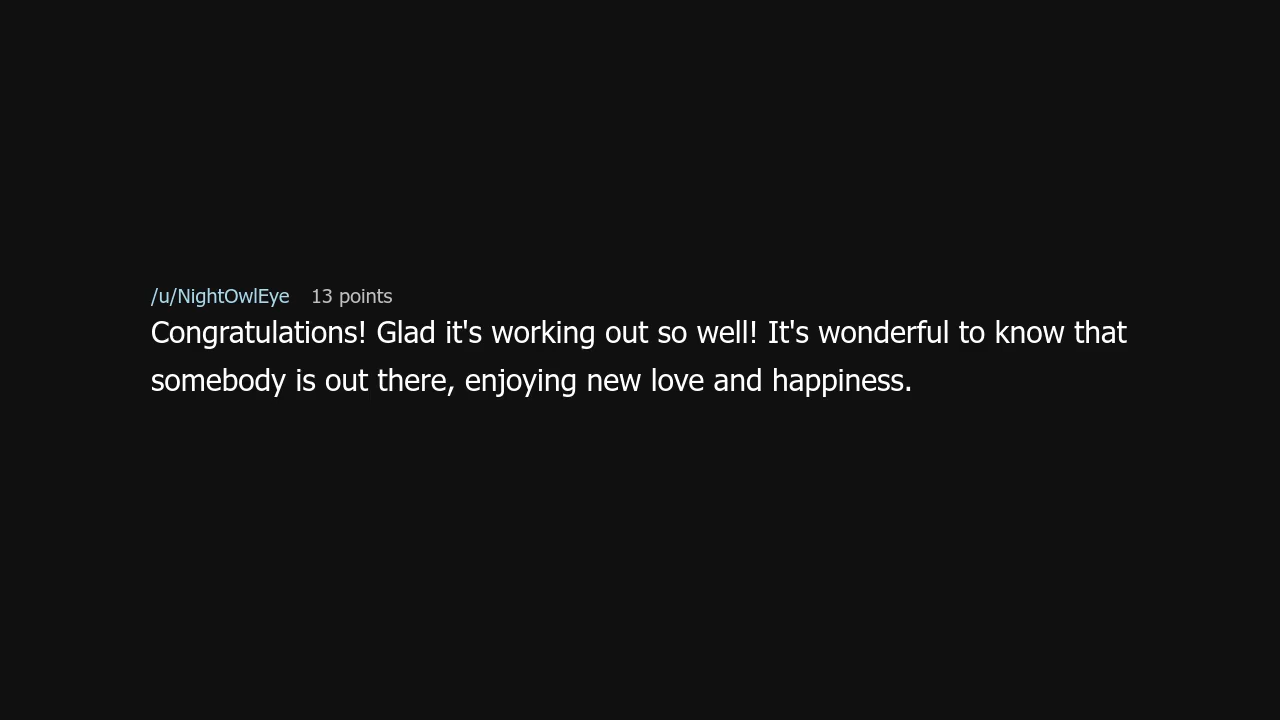 /u/NightOwlEye 13 points
Congratulations! Glad it's working out so well! It's wonderful to know that
somebody is out there, enjoying new love and happiness.